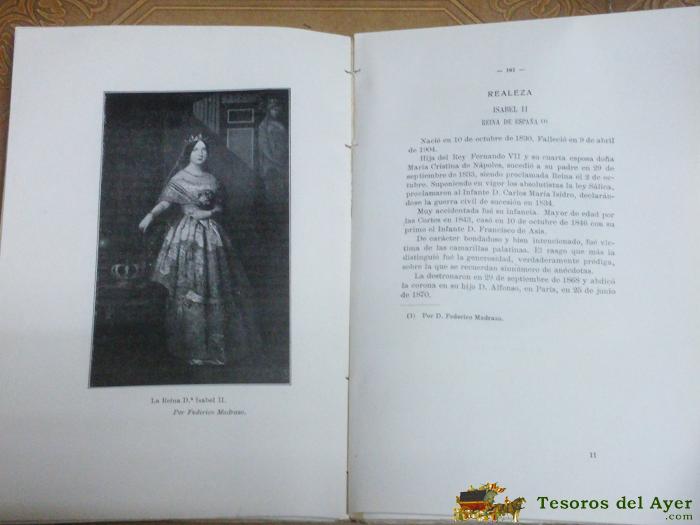 La Reina D.ª Isabel II.
Por Federico Madrazo.
— 161 —
REALEZA
ISABEL II
REINA DE ESPAÑA (1)
Nació en 10 de octubre de 1830. Falleció en 9 de abril
de 1904.
Hija del Rey Fernando VII y su cuarta esposa doña
María Cristina de Nápoles, sucedió a su padre en 29 de
septiembre de 1833, siendo proclamada Reina el 2 de oc-
tubre. Suponiendo en vigor los absolutistas la ley Sálica,
proclamaron al Infante D. Carlos María Isidro, declarán-
dose la guerra civil de sucesión en 1834.
Muy accidentada fué su infancia. Mayor de edad por
las Cortes en 1843, casó en 10 de octubre de 1846 con su
primo el Infante D. Francisco de Asís.
De carácter bondadoso y bien intencionado, fué víc-
tima de las camarillas palatinas. El rasgo que más la
distinguió fué la generosidad, verdaderamente pródiga,
sobre la que se recuerdan sinnúmero de anécdotas.
La destronaron en 29 de septiembre de 1868 y abdicó
la corona en su hijo D. Alfonso, en París, en 25 de junio
de 1870.
(1) Por D. Federico Madrazo.
11
Tesoros del Ayer
.com